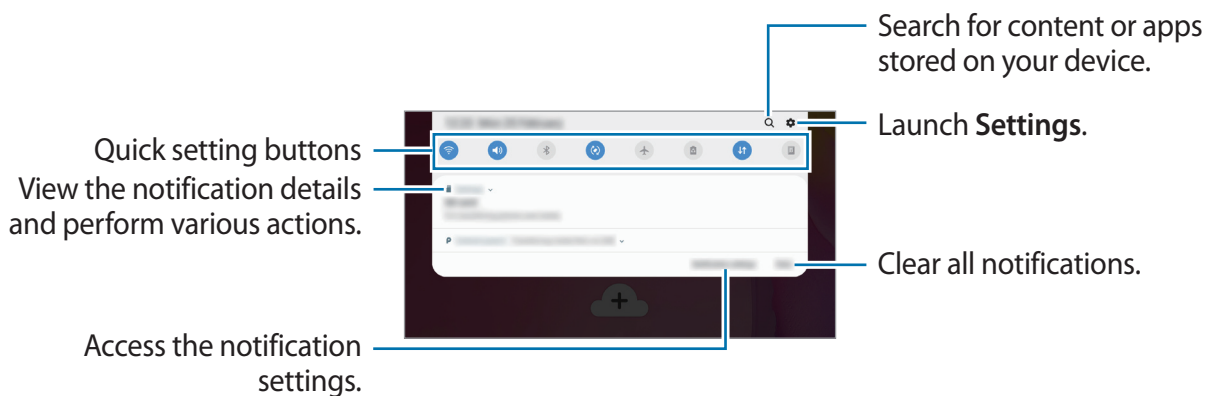 Search for content or apps
stored on your device.
Launch Settings.
Quick setting buttons
View the notification details
and perform various actions.
Clear all notifications.
Access the notification
settings.